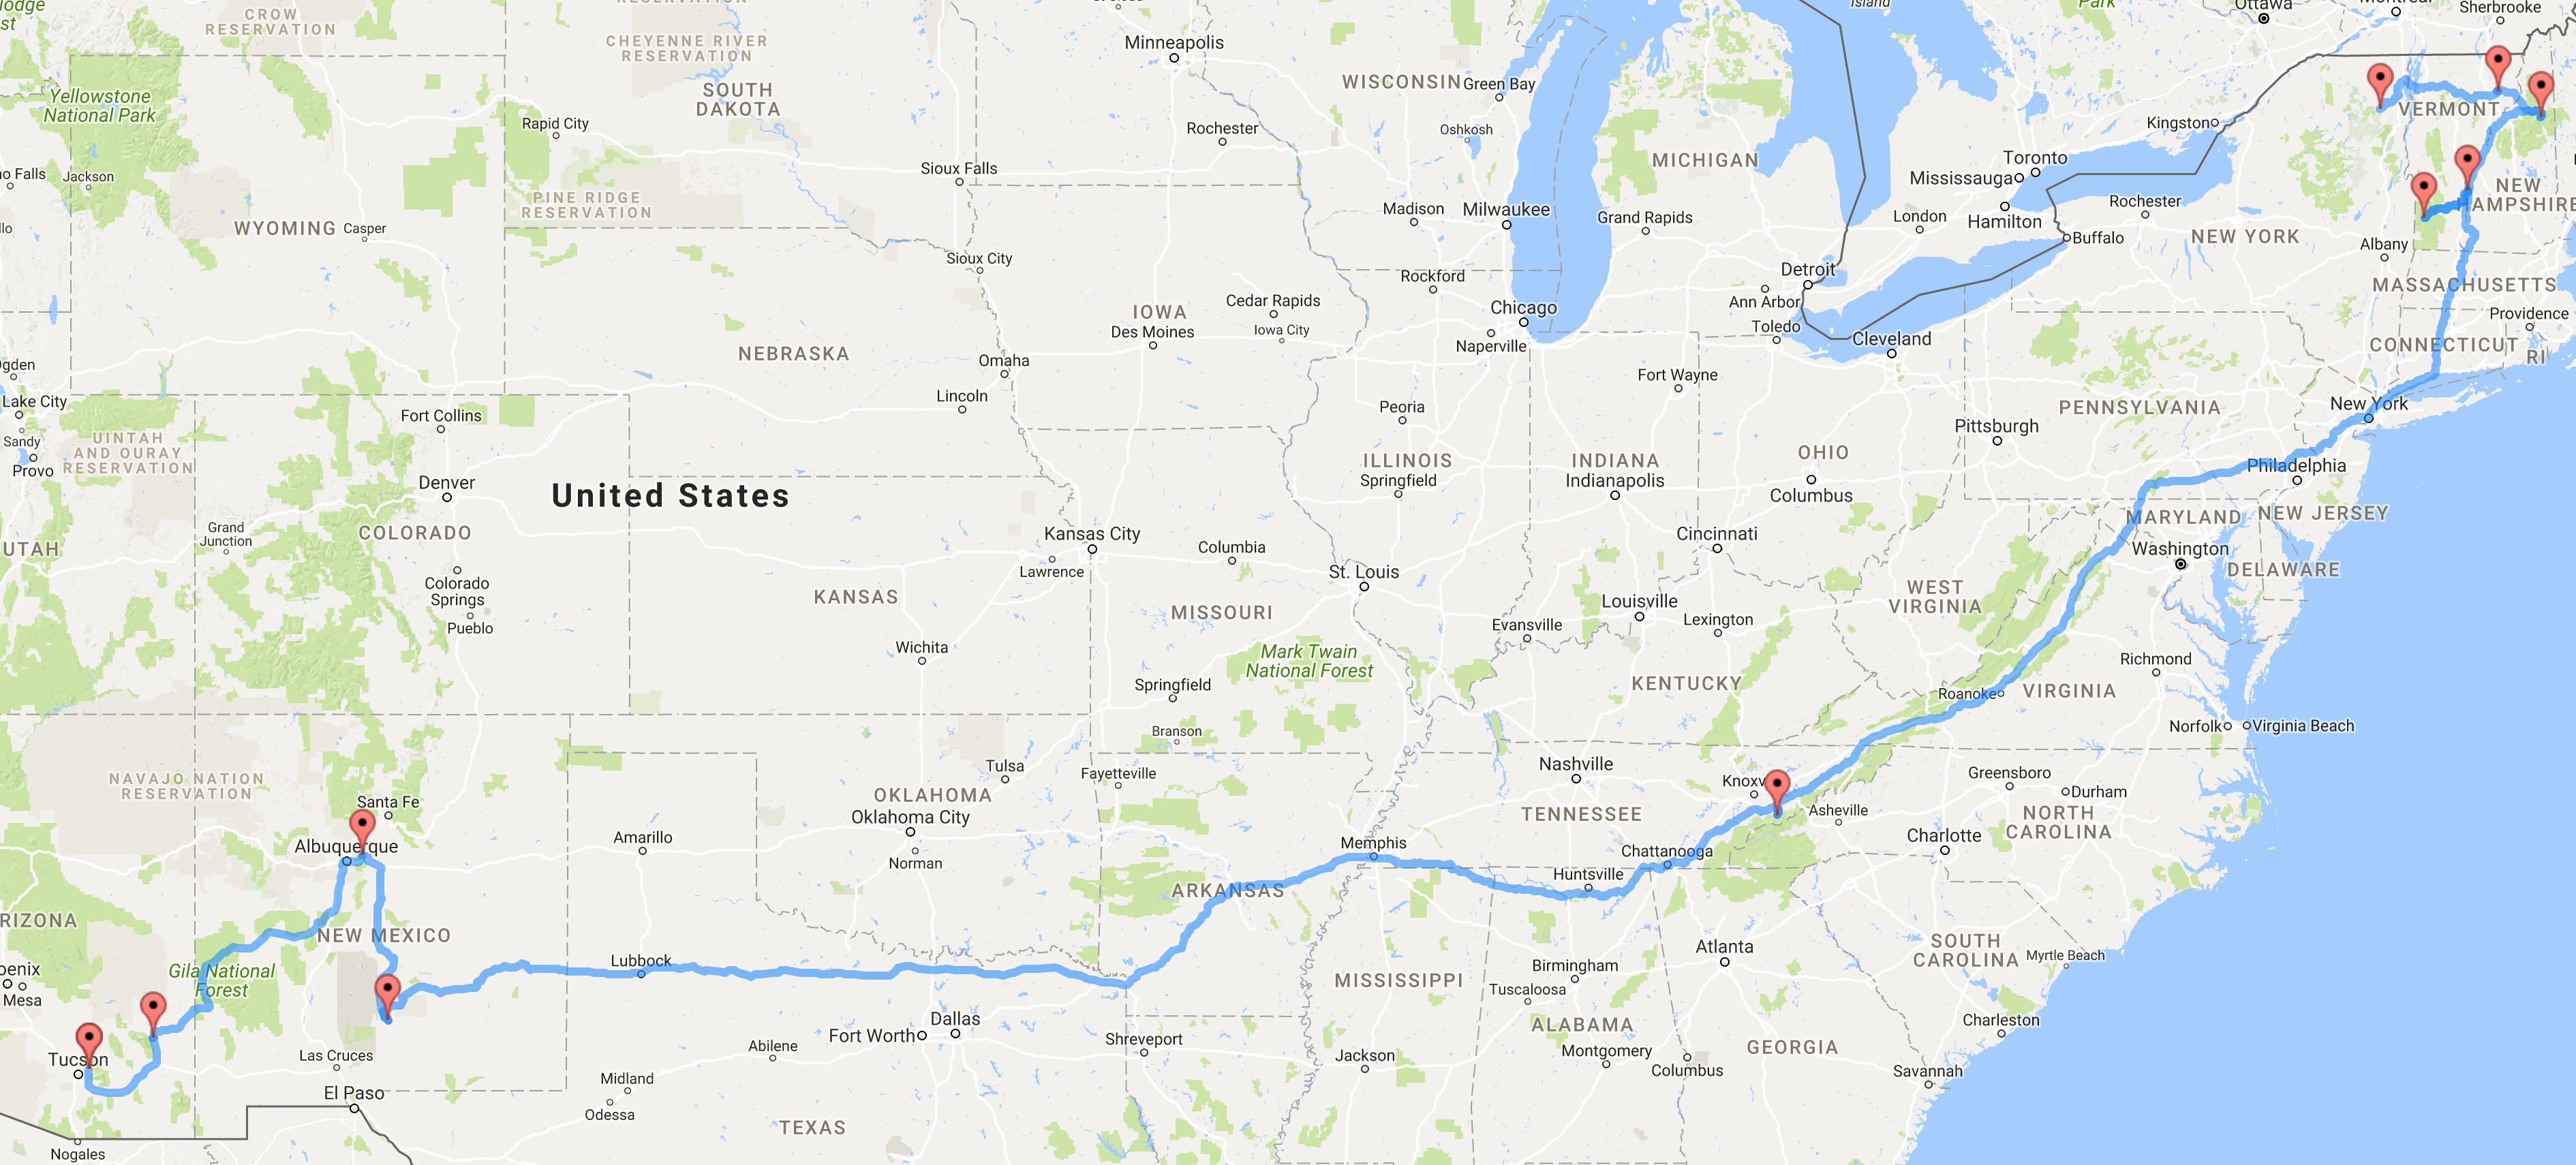 odge
st
CROW
RESERVATION
RESERVATION
CHEYENNE RIVER
RESERVATION
Minneapolis
Island
Park
Ottawa
Montreal
Sherbrooke
Yellowstone
National Park
SOUTH
DAKOTA
WISCONSIN
Green Bay
Rapid City
Rochester
Oshkosh
VERMONT
Kingston
Sioux Falls
MICHIGAN
Toronto
Mississauga
o Falls
Jackson
PINE RIDGE
RESERVATION
Madison
Milwaukee
Grand Rapids
London
Hamilton
Rochester
NEW
HAMPSHIRE
llo
WYOMING
Casper
Buffalo
NEW YORK
Albany
Sioux City
Detroit
Rockford
Ann Arbor
MASSACHUSETTS
IOWA
Des Moines
Cedar Rapids
Iowa City
Chicago
Naperville
Toledo
Cleveland
Providence
CONNECTICUT
RI
NEBRASKA
Omaha
gden
Fort Wayne
Lincoln
Lake City
Fort Collins
Peoria
PENNSYLVANIA
New York
Sandy
Provo
UINTAH
AND OURAY
RESERVATION
Pittsburgh
OHIO
Columbus
ILLINOIS
Springfield
INDIANA
Indianapolis
Philadelphia
Denver
United States
MARYLAND
NEW JERSEY
Grand
Junction
COLORADO
UTAH
Kansas City
Columbia
Cincinnati
Washington
Lawrence
St. Louis
DELAWARE
Colorado
Springs
KANSAS
MISSOURI
Louisville
Lexington
WEST
VIRGINIA
Pueblo
Evansville
Wichita
Mark Twain
National Forest
Richmond
Springfield
KENTUCKY
Roanoke
VIRGINIA
Branson
Norfolk
Virginia Beach
NAVAJO NATION
RESERVATION
Tulsa
Fayetteville
Nashville
Knoxv
Greensboro
Durham
Santa Fe
OKLAHOMA
Oklahoma City
TENNESSEE
Asheville
NORTH
CAROLINA
Albuquerque
Amarillo
Norman
Memphis
Chattanooga
Charlotte
Huntsville
ARKANSAS
RIZONA
NEW MEXICO
Atlanta
SOUTH
CAROLINA
Myrtle Beach
oenix
Mesa
Gila National
Forest
Lubbock
MISSISSIPPI
Birmingham
Tuscaloosa
Dallas
Fort Worth
ALABAMA
Charleston
Tucson
Las Cruces
Abilene
Shreveport
Jackson
Montgomery
GEORGIA
Columbus
Savannah
El Paso
Midland
Odessa
TEXAS
Nogales